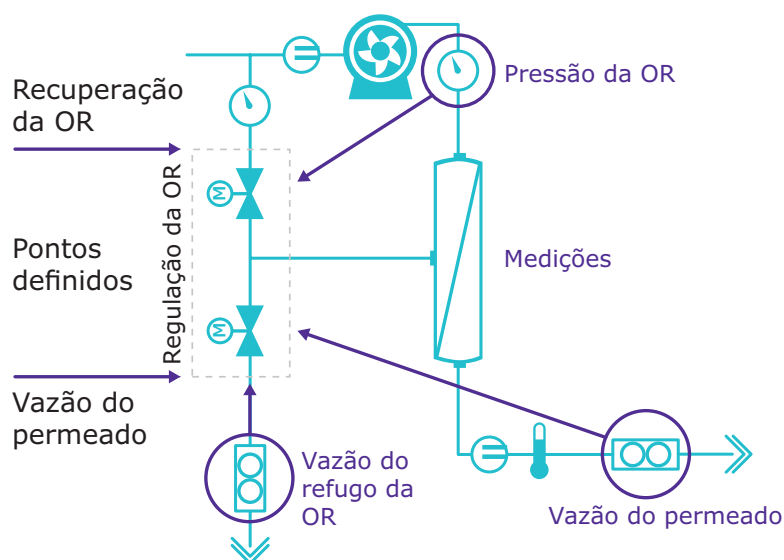 Recuperação
da OR
Pressão da OR
Regulação da OR
M
Pontos
definidos
Medições
M
Vazão do
permeado
Vazão do
refugo da
OR
Vazão do permeado